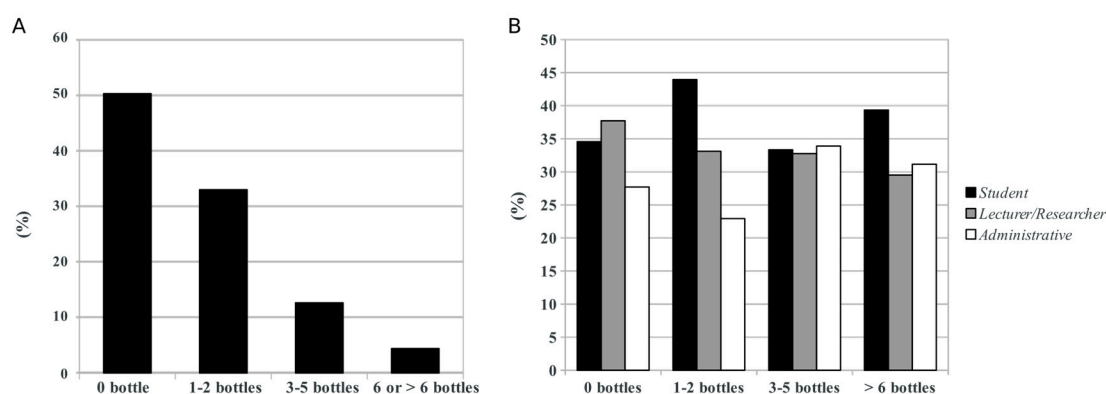 A
60
50
40
30
20
10
0
(%)
0 bottle 1-2 bottles 3-5 bottles 6 or > 6 bottles
B
50
45
40
35
30
25
20
15
10
5
0
(%)
0 bottles 1-2 bottles 3-5 bottles > 6 bottles
Student
Lecturer/Researcher
Administrative